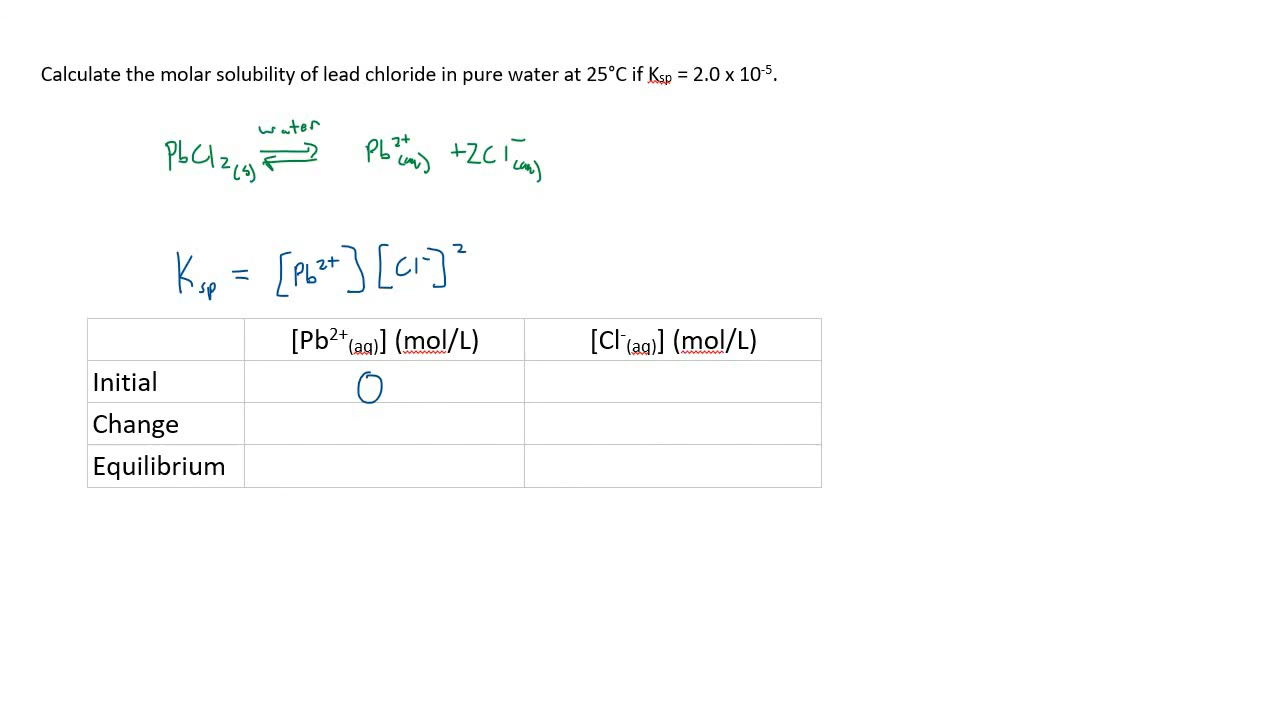 Calculate the molar solubility of lead chloride in pure water at 25°C if Ksp = 2.0 x 10-5.
water
PbCl2(s) ⇌ Pb2+(aq) + 2Cl-(aq)
Ksp = [Pb2+][Cl-]2
[Pb2+(aq)] (mol/L) [Cl-(aq)] (mol/L)
Initial 0
Change
Equilibrium